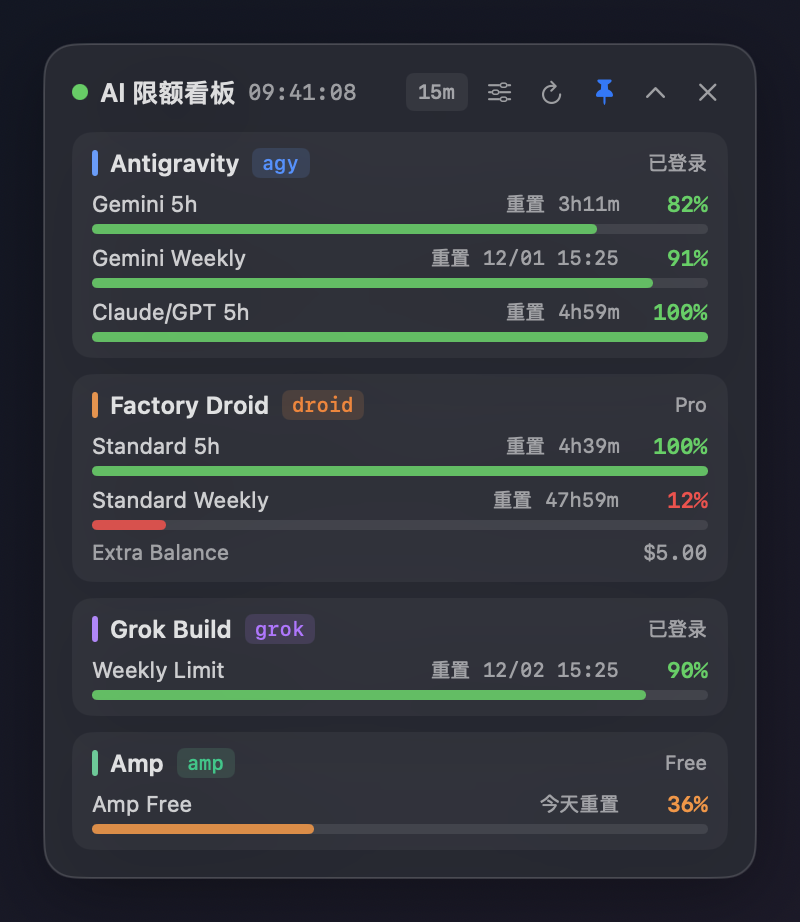 AI 限额看板 09:41:08 15m
Antigravity agy 已登录
Gemini 5h 重置 3h11m 82%
Gemini Weekly 重置 12/01 15:25 91%
Claude/GPT 5h 重置 4h59m 100%
Factory Droid droid Pro
Standard 5h 重置 4h39m 100%
Standard Weekly 重置 47h59m 12%
Extra Balance $5.00
Grok Build grok 已登录
Weekly Limit 重置 12/02 15:25 90%
Amp amp Free
Amp Free 今天重置 36%